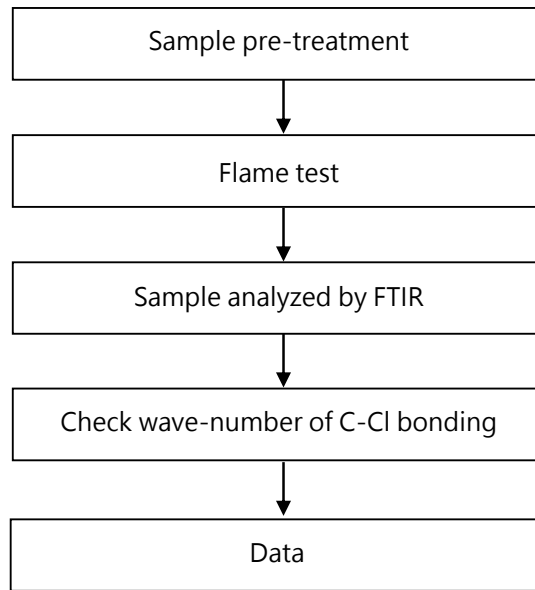 Sample pre-treatment
Flame test
Sample analyzed by FTIR
Check wave-number of C-Cl bonding
Data